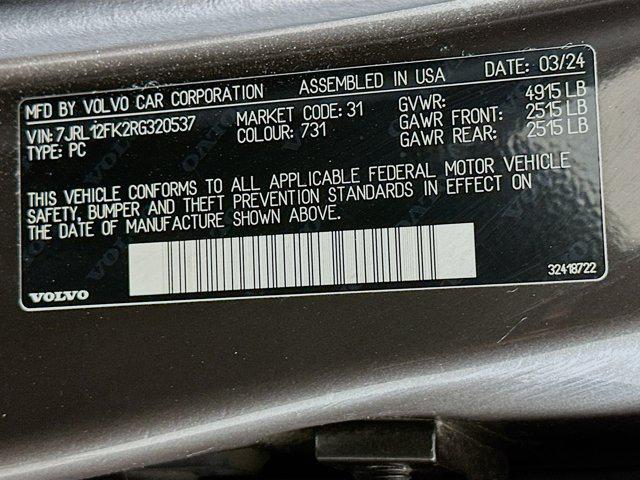 MFD BY VOLVO CAR CORPORATION ASSEMBLED IN USA DATE: 03/24
VIN: 7JRL12FK2RG320537 MARKET CODE: 31 GVWR: 4915 LB
TYPE: PC COLOUR: 731 GAWR FRONT: 2515 LB
GAWR REAR: 2515 LB
THIS VEHICLE CONFORMS TO ALL APPLICABLE FEDERAL MOTOR VEHICLE
SAFETY, BUMPER AND THEFT PREVENTION STANDARDS IN EFFECT ON
THE DATE OF MANUFACTURE SHOWN ABOVE.
VOLVO 32418722